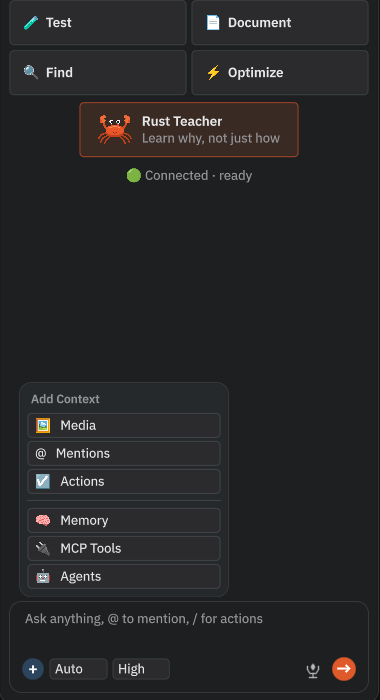 Test
Document
Find
Optimize
Rust Teacher
Learn why, not just how
Connected · ready
Add Context
Media
@ Mentions
Actions
Memory
MCP Tools
Agents
Ask anything, @ to mention, / for actions
+ Auto High